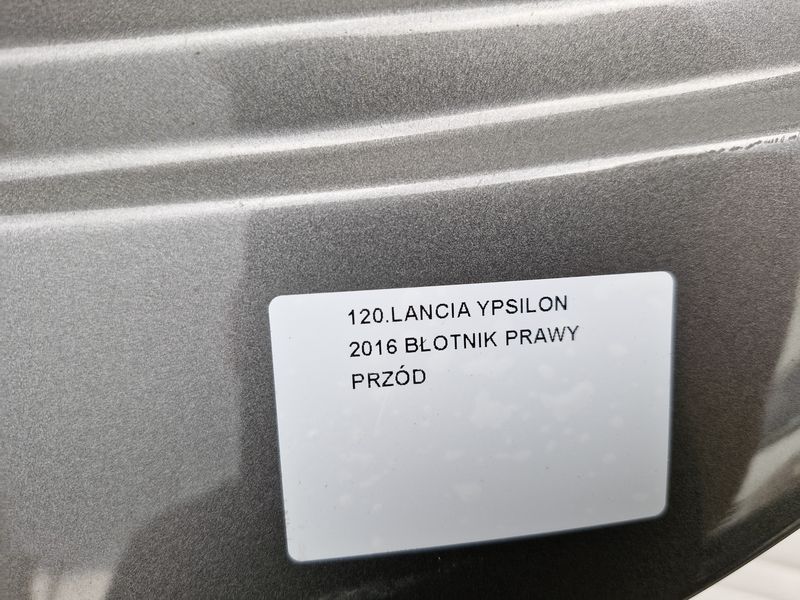 120.LANCIA YPSILON
2016 BŁOTNIK PRAWY
PRZÓD